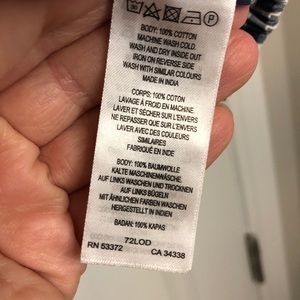 BODY: 100% COTTON
MACHINE WASH COLD
WASH AND DRY INSIDE OUT
IRON ON REVERSE SIDE
WASH WITH SIMILAR COLOURS
MADE IN INDIA
CORPS: 100% COTON
LAVAGE À FROID EN MACHINE
LAVER ET SÉCHER SUR L'ENVERS
NE REPASSER QUE SUR L'ENVERS
LAVER AVEC DES COULEURS
SIMILAIRES
FABRIQUÉ EN INDE
BODY: 100% BAUMWOLLE
KALTE MASCHINENWÄSCHE
AUF LINKS WASCHEN UND TROCKNEN
AUF LINKS BÜGELN
MIT ÄHNLICHEN FARBEN WASCHEN
HERGESTELLT IN INDIEN
BADAN: 100% KAPAS
72LOD
RN 53372 CA 34338